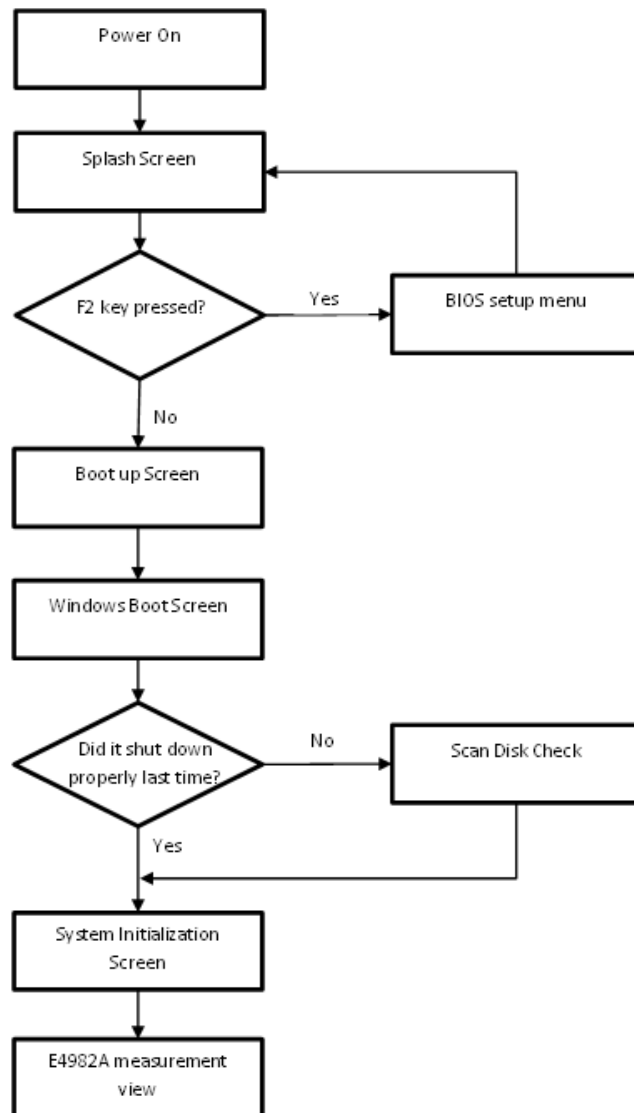 Power On
Splash Screen
F2 key pressed?
Yes
BIOS setup menu
No
Boot up Screen
Windows Boot Screen
Did it shut down
properly last time?
No
Scan Disk Check
Yes
System Initialization
Screen
E4982A measurement
view